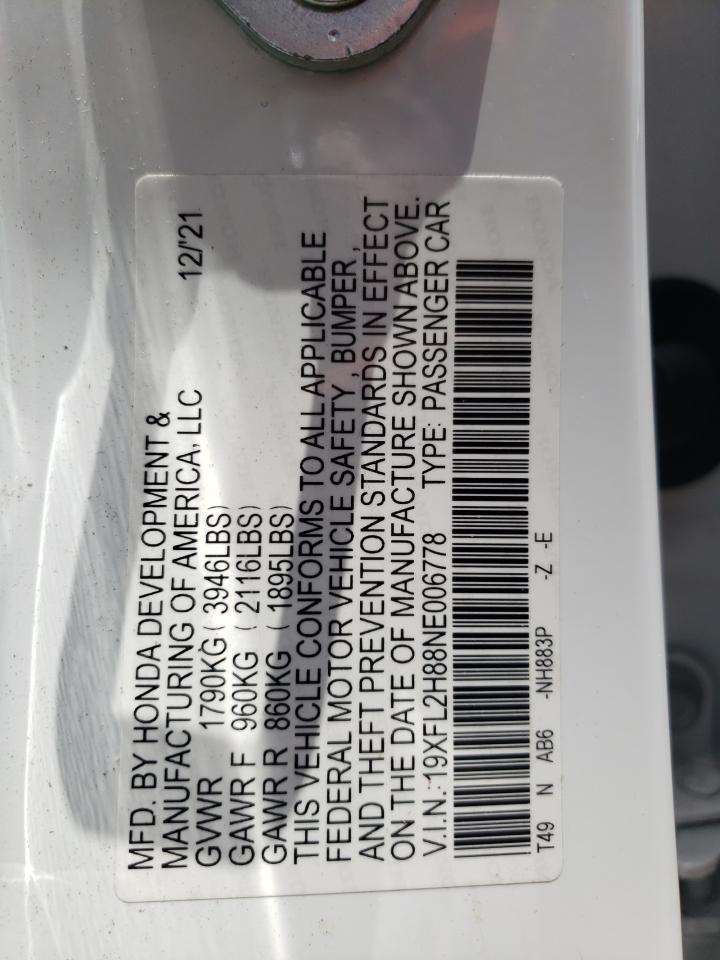 MFD. BY HONDA DEVELOPMENT &
MANUFACTURING OF AMERICA, LLC 12/'21
GVWR 1790KG ( 3946LBS)
GAWR F 960KG ( 2116LBS)
GAWR R 860KG ( 1895LBS)
THIS VEHICLE CONFORMS TO ALL APPLICABLE
FEDERAL MOTOR VEHICLE SAFETY , BUMPER ,
AND THEFT PREVENTION STANDARDS IN EFFECT
ON THE DATE OF MANUFACTURE SHOWN ABOVE.
V.I.N.: 19XFL2H88NE006778 TYPE: PASSENGER CAR
T49 N AB6 -NH883P -Z -E